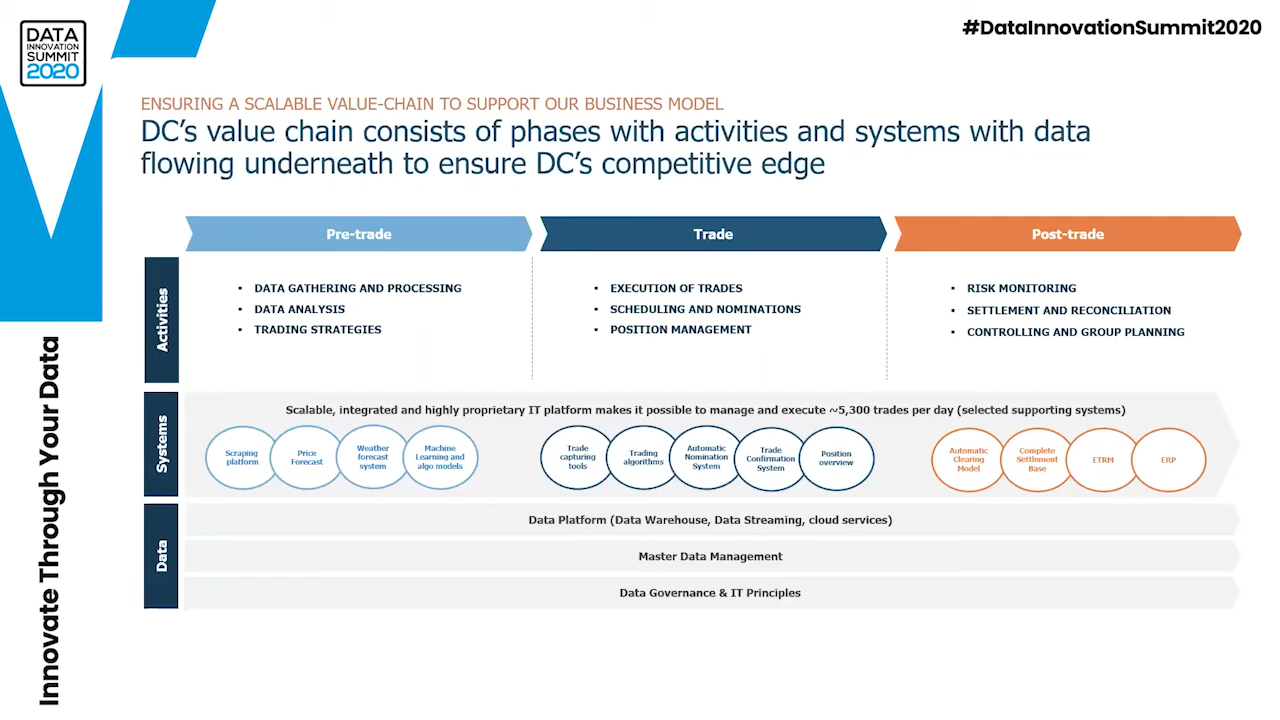 DATA
INNOVATION
SUMMIT
2020
#DataInnovationSummit2020
ENSURING A SCALABLE VALUE-CHAIN TO SUPPORT OUR BUSINESS MODEL
DC’s value chain consists of phases with activities and systems with data
flowing underneath to ensure DC’s competitive edge
Pre-trade
Trade
Post-trade
Activities
▪ DATA GATHERING AND PROCESSING
▪ DATA ANALYSIS
▪ TRADING STRATEGIES
▪ EXECUTION OF TRADES
▪ SCHEDULING AND NOMINATIONS
▪ POSITION MANAGEMENT
▪ RISK MONITORING
▪ SETTLEMENT AND RECONCILIATION
▪ CONTROLLING AND GROUP PLANNING
Systems
Scalable, integrated and highly proprietary IT platform makes it possible to manage and execute ~5,300 trades per day (selected supporting systems)
Scraping
platform
Price
Forecast
Weather
forecast
system
Machine
Learning and
algo models
Trade
capturing
tools
Trading
algorithms
Automatic
Nomination
System
Trade
Confirmation
System
Position
overview
Automatic
Clearing
Model
Complete
Settlement
Base
ETRM
ERP
Data
Data Platform (Data Warehouse, Data Streaming, cloud services)
Master Data Management
Data Governance & IT Principles
Innovate Through Your Data